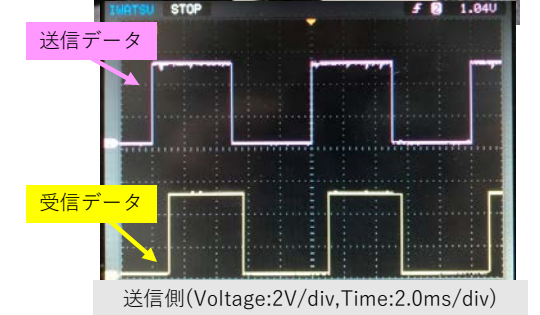 IWATSU STOP
f 2 1.04V
送信データ
受信データ
送信側(Voltage:2V/div,Time:2.0ms/div)